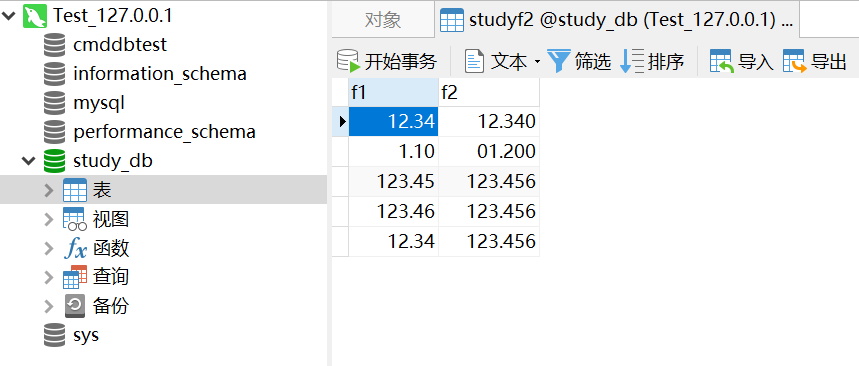 Test_127.0.0.1
cmddbtest
information_schema
mysql
performance_schema
study_db
表
视图
fx 函数
查询
备份
sys
对象 studyf2 @study_db (Test_127.0.0.1) ...
开始事务 文本 筛选 排序 导入 导出
f1 f2
12.34 12.340
1.10 01.200
123.45 123.456
123.46 123.456
12.34 123.456